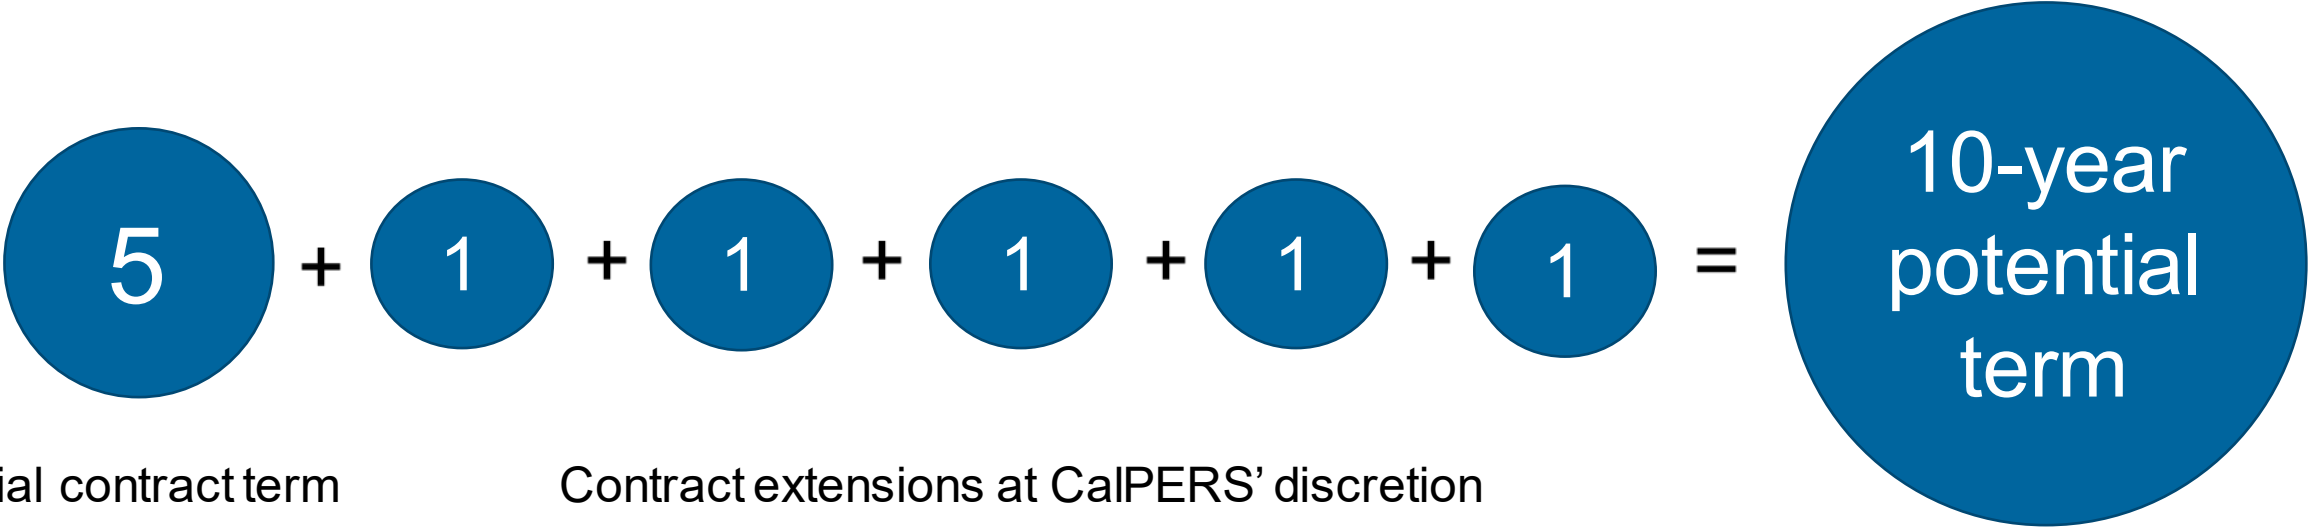 5 + 1 + 1 + 1 + 1 + 1 =
10-year
potential
term
ial contract term
Contract extensions at CalPERS’ discretion